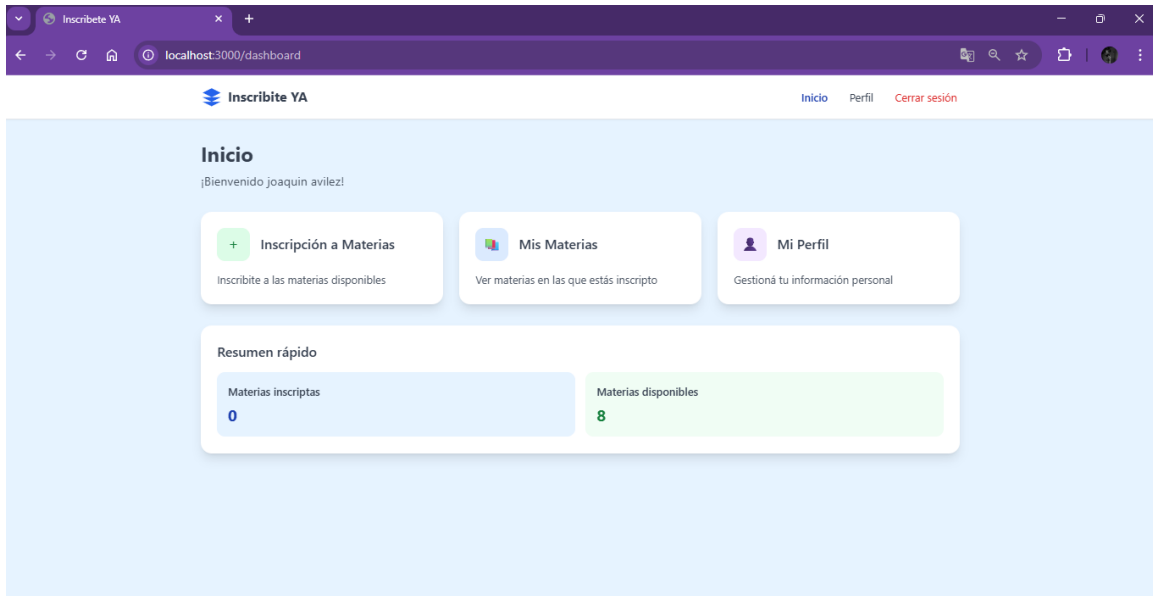 Inscribete YA
localhost:3000/dashboard
Inscribite YA
Inicio Perfil Cerrar sesión
Inicio
¡Bienvenido joaquin avilez!
+ Inscripción a Materias
Inscribite a las materias disponibles
Mis Materias
Ver materias en las que estás inscripto
Mi Perfil
Gestioná tu información personal
Resumen rápido
Materias inscriptas
0
Materias disponibles
8